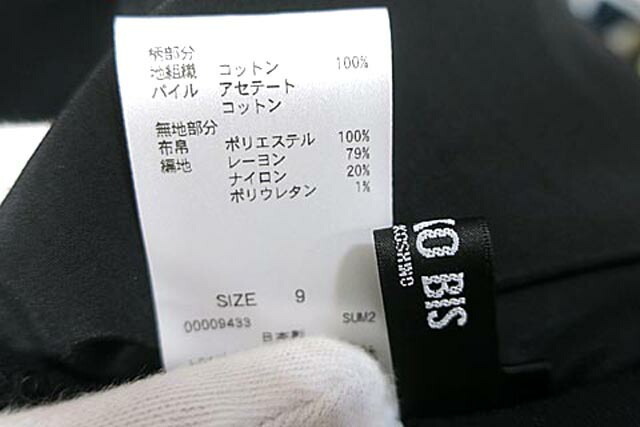 柄部分
地組織 コットン 100%
パイル アセテート
コットン
無地部分
布帛 ポリエステル 100%
編地 レーヨン 79%
ナイロン 20%
ポリウレタン 1%
SIZE 9
00009433 SUM2
日本製
IO BIS
KOSHINO